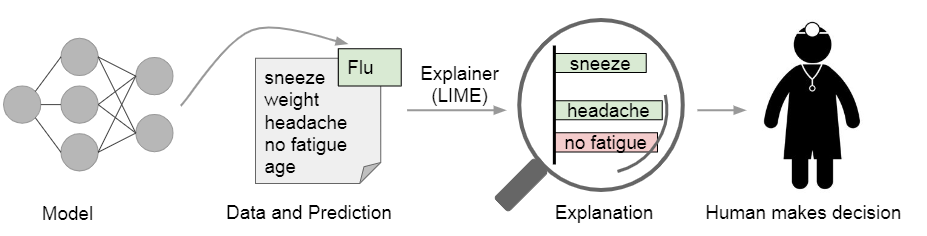 Flu
sneeze
weight
headache
no fatigue
age
Explainer
(LIME)
sneeze
headache
no fatigue
Model
Data and Prediction
Explanation
Human makes decision